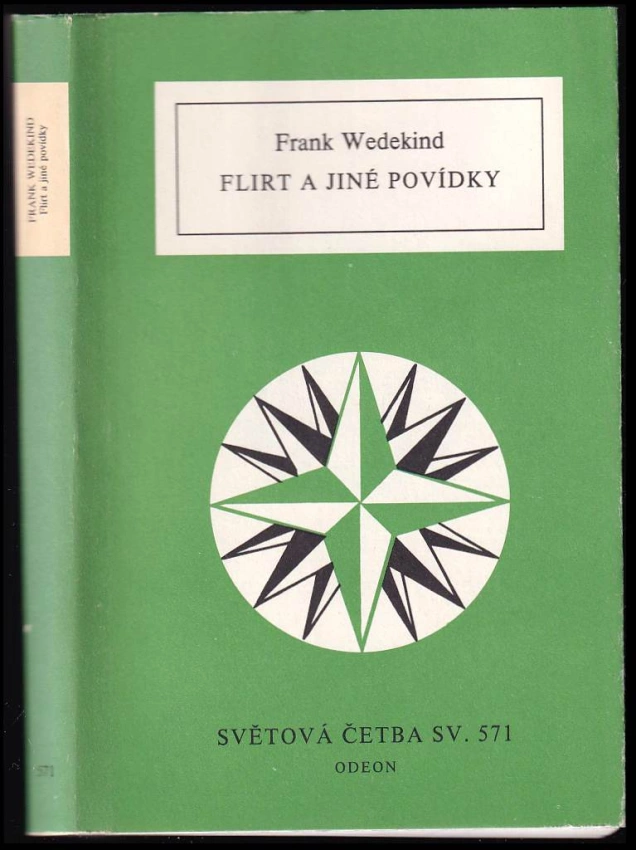 FRANK WEDEKIND
Flirt a jiné povídky
571
Frank Wedekind
FLIRT A JINÉ POVÍDKY
SVĚTOVÁ ČETBA SV. 571
ODEON